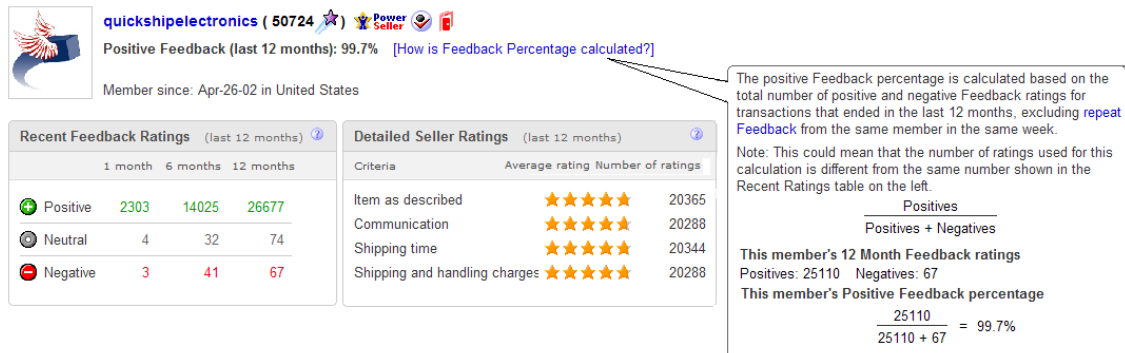 quickshipelectronics ( 50724 ) Power Seller
Positive Feedback (last 12 months): 99.7% [How is Feedback Percentage calculated?]
Member since: Apr-26-02 in United States
Recent Feedback Ratings (last 12 months) ?
1 month 6 months 12 months
Positive 2303 14025 26677
Neutral 4 32 74
Negative 3 41 67
Detailed Seller Ratings (last 12 months) ?
Criteria Average rating Number of ratings
Item as described 20365
Communication 20288
Shipping time 20344
Shipping and handling charges 20288
The positive Feedback percentage is calculated based on the
total number of positive and negative Feedback ratings for
transactions that ended in the last 12 months, excluding repeat
Feedback from the same member in the same week.
Note: This could mean that the number of ratings used for this
calculation is different from the same number shown in the
Recent Ratings table on the left.
Positives
Positives + Negatives
This member's 12 Month Feedback ratings
Positives: 25110 Negatives: 67
This member's Positive Feedback percentage
25110
25110 + 67 = 99.7%